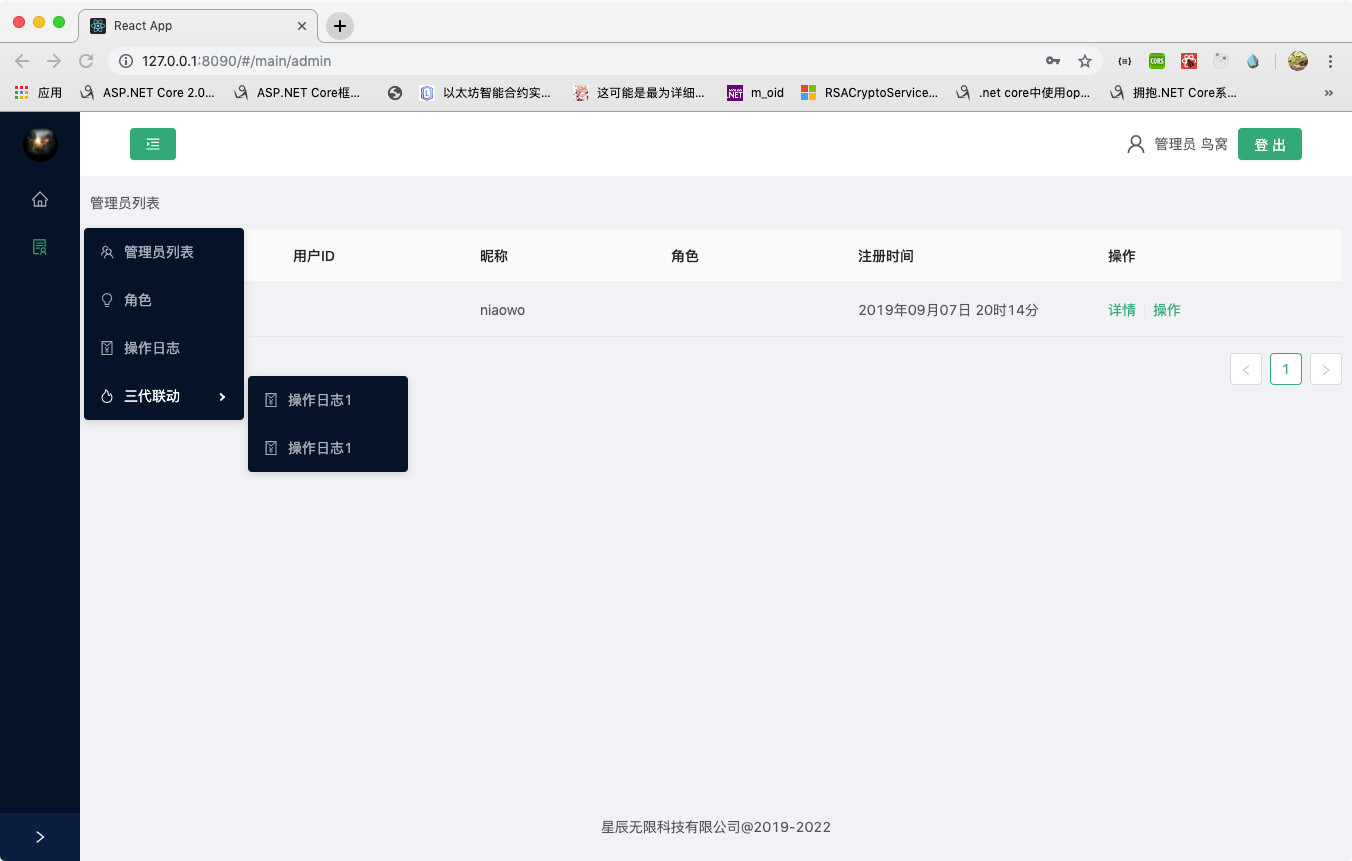 React App
127.0.0.1:8090/#/main/admin
应用 ASP.NET Core 2.0... ASP.NET Core框... 以太坊智能合约实... 这可能是最为详细... m_oid RSACryptoService... .net core中使用op... 拥抱.NET Core系...
管理员 鸟窝 登 出
管理员列表
用户ID 昵称 角色 注册时间 操作
niaowo 2019年09月07日 20时14分 详情 操作
管理员列表
角色
操作日志
三代联动
操作日志1
操作日志1
1
星辰无限科技有限公司@2019-2022